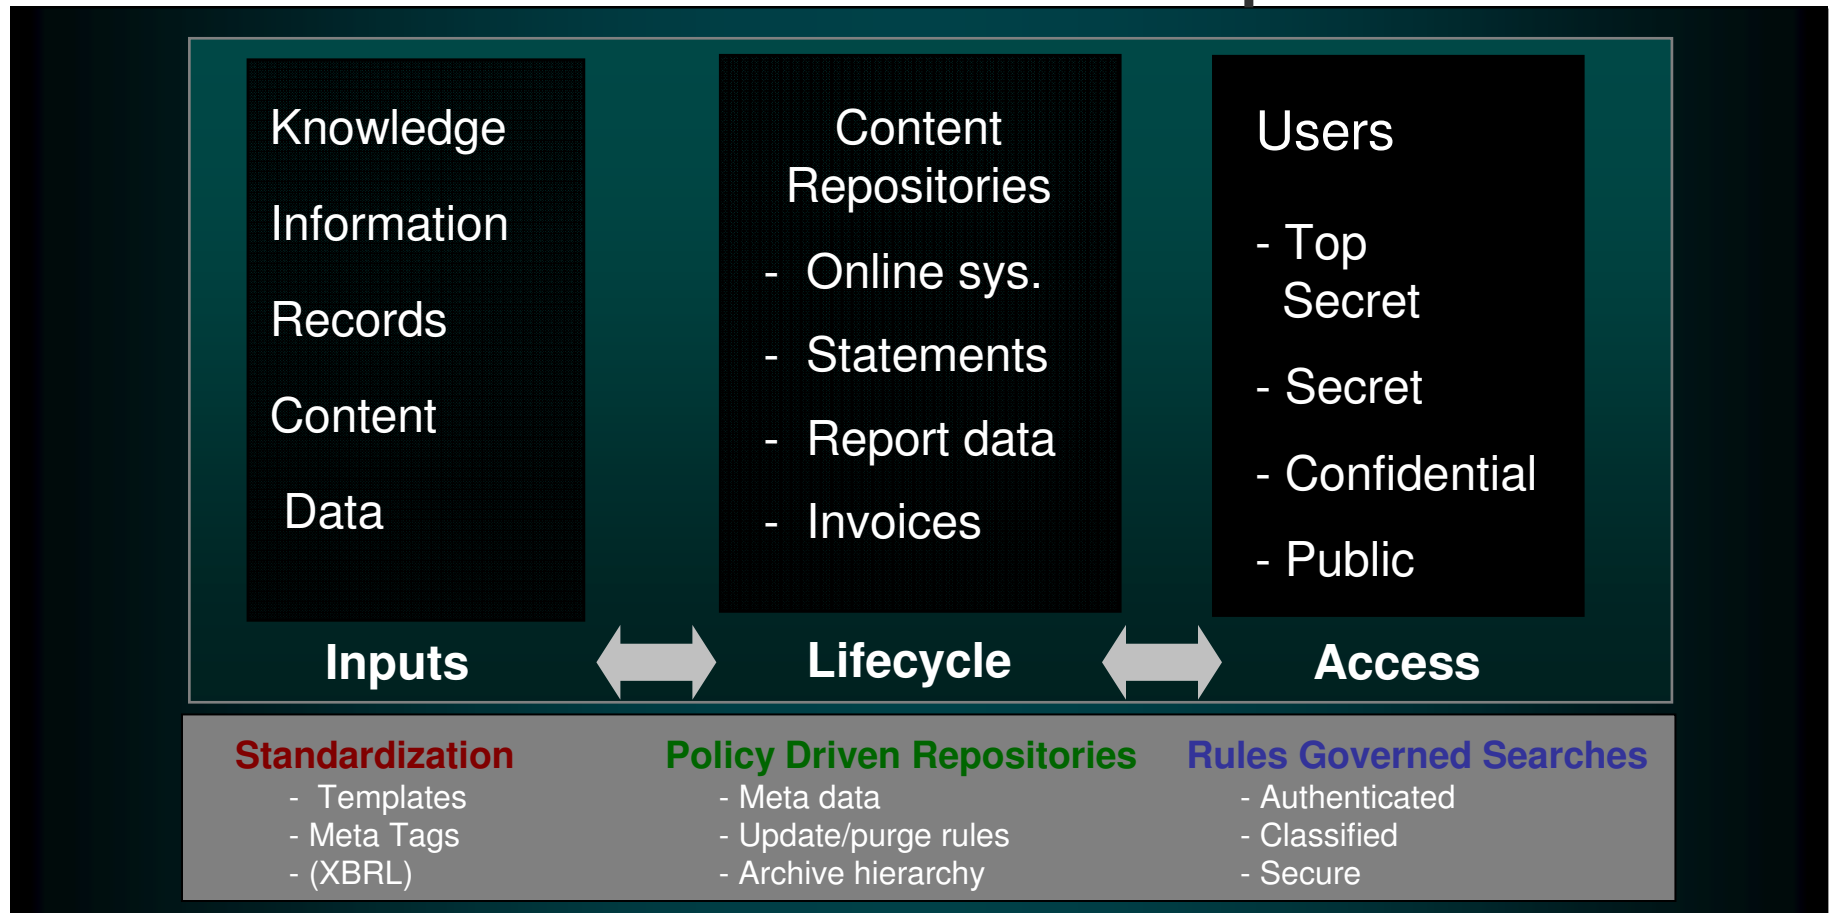 Knowledge
Information
Records
Content
Data
Inputs
Content
Repositories
- Online sys.
- Statements
- Report data
- Invoices
Lifecycle
Users
- Top
Secret
- Secret
- Confidential
- Public
Access
Standardization
- Templates
- Meta Tags
- (XBRL)
Policy Driven Repositories
- Meta data
- Update/purge rules
- Archive hierarchy
Rules Governed Searches
- Authenticated
- Classified
- Secure